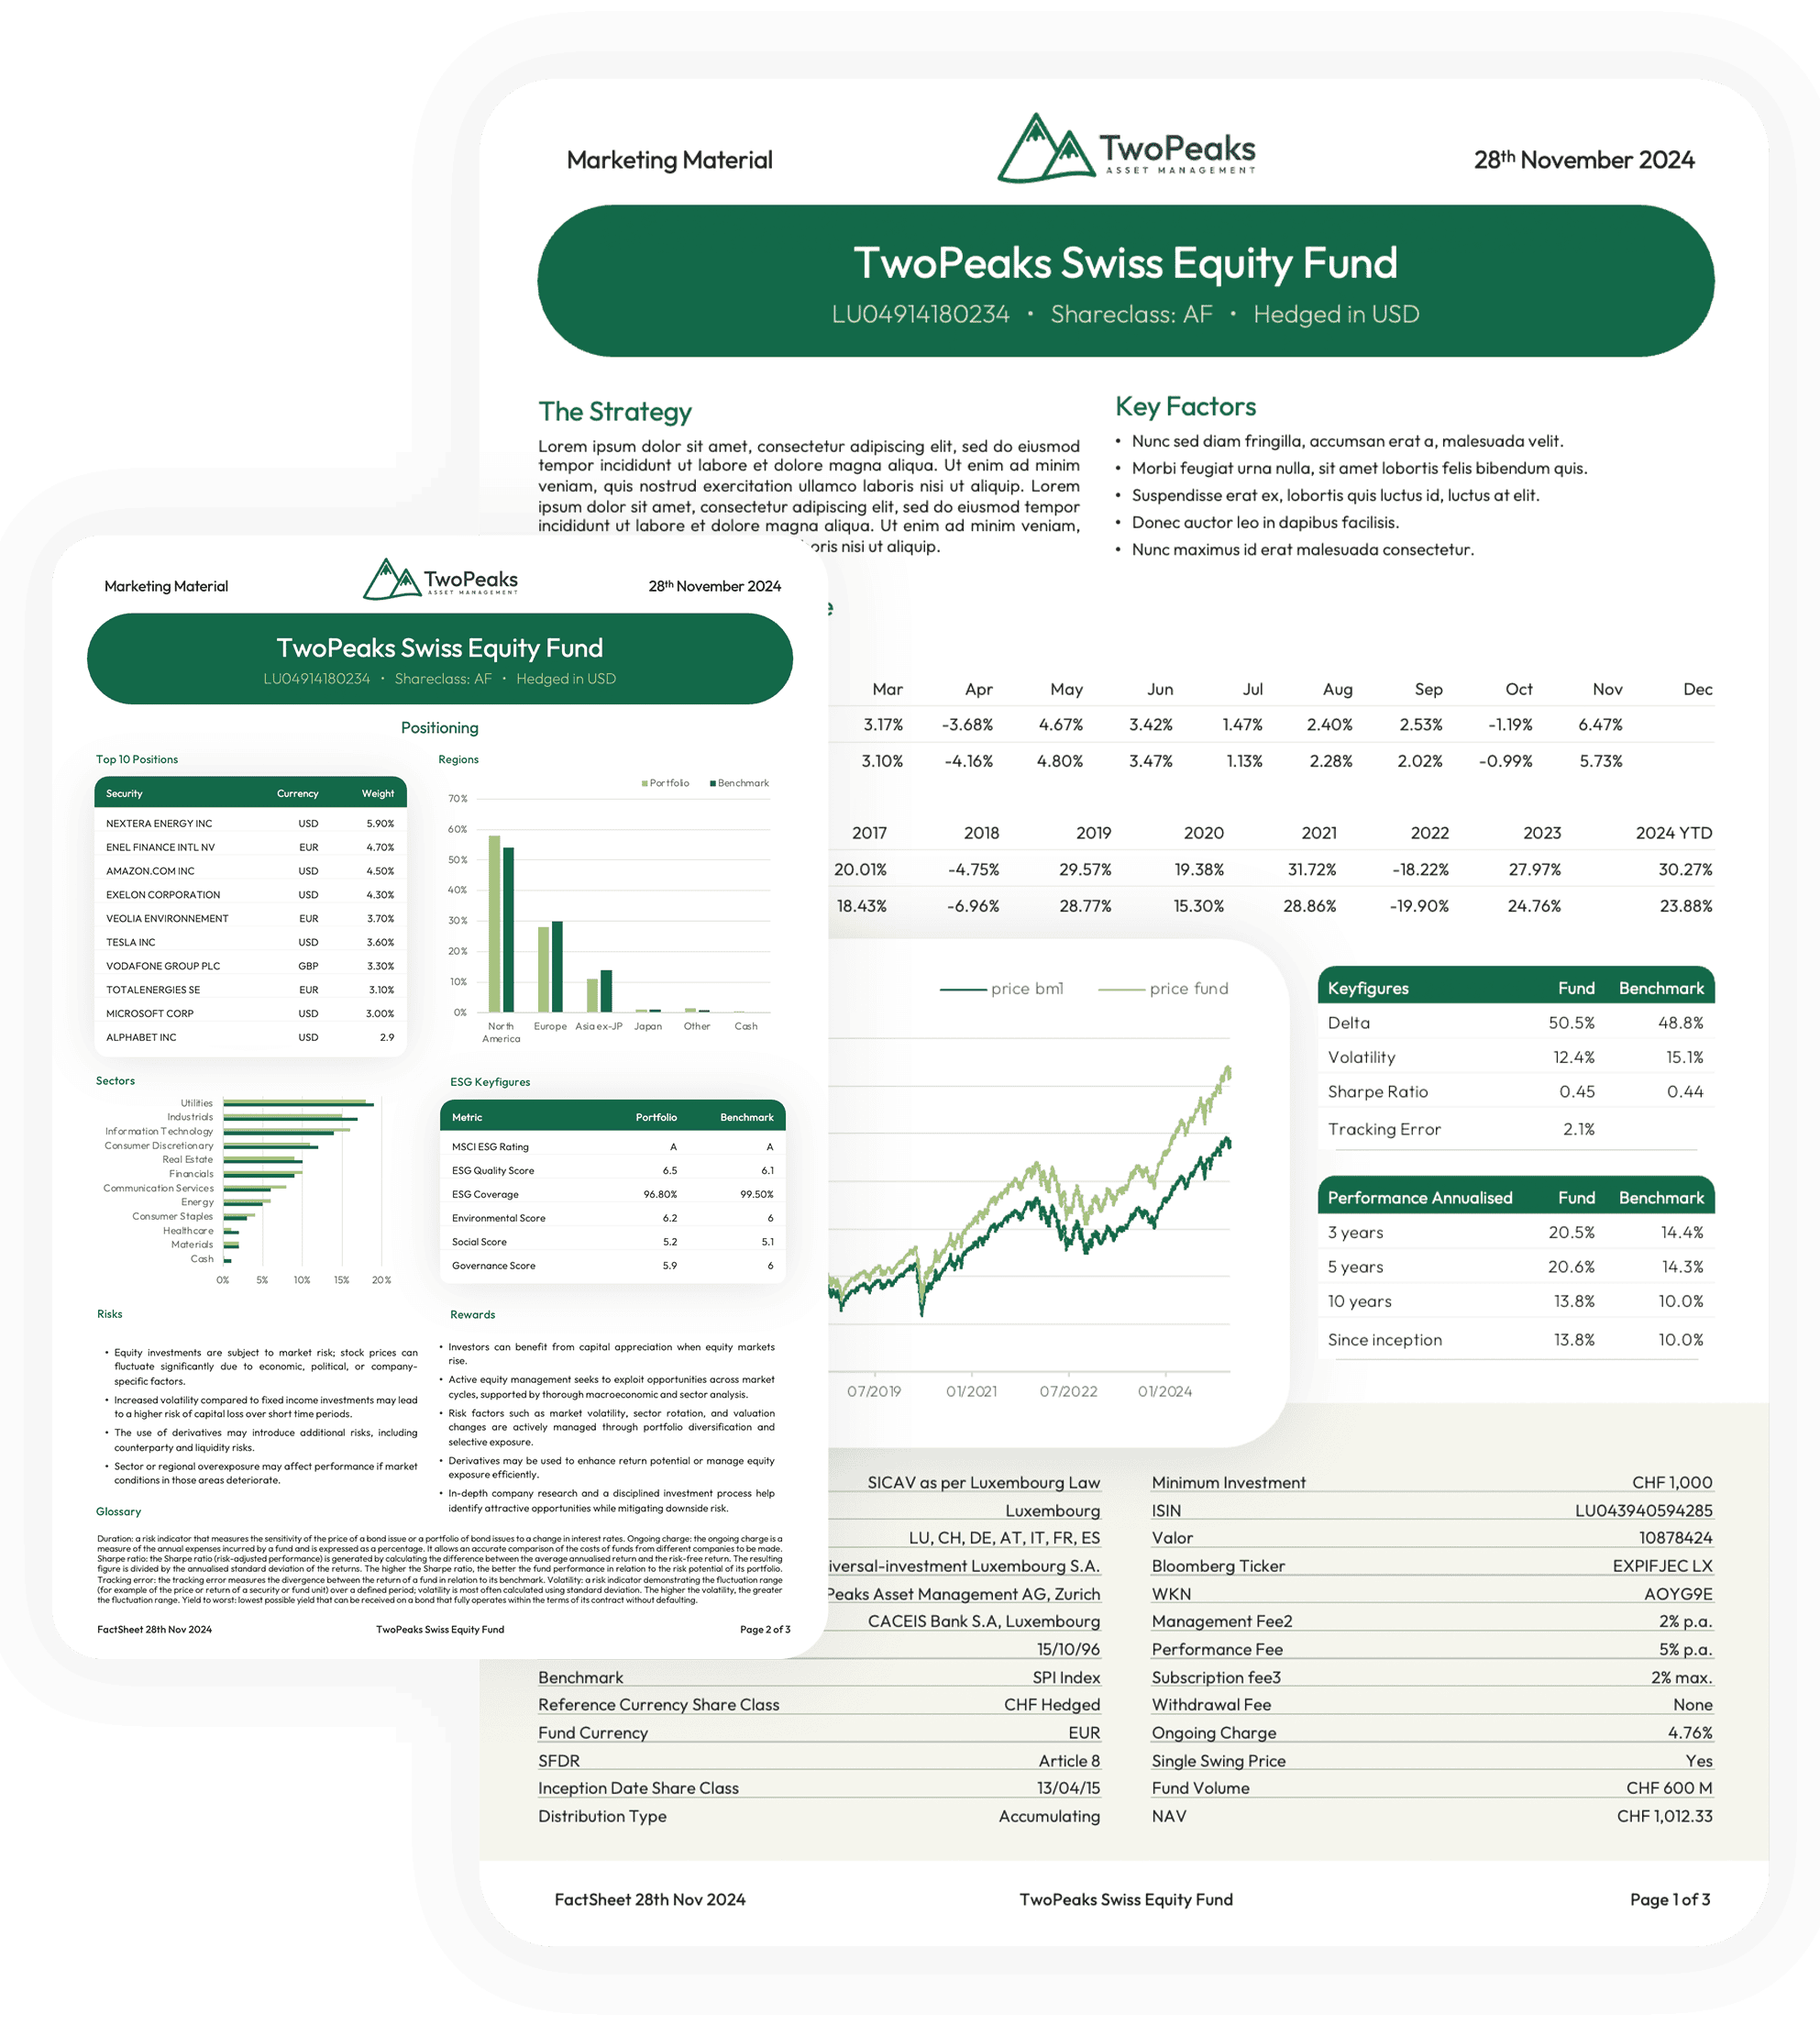 Marketing Material
TwoPeaks
ASSET MANAGEMENT
28th November 2024
TwoPeaks Swiss Equity Fund
LU04914180234 • Shareclass: AF • Hedged in USD
The Strategy
Lorem ipsum dolor sit amet, consectetur adipiscing elit, sed do eiusmod
tempor incididunt ut labore et dolore magna aliqua. Ut enim ad minim
veniam, quis nostrud exercitation ullamco laboris nisi ut aliquip. Lorem
ipsum dolor sit amet, consectetur adipiscing elit, sed do eiusmod tempor
incididunt ut labore et dolore magna aliqua. Ut enim ad minim veniam,
oris nisi ut aliquip.
Key Factors
• Nunc sed diam fringilla, accumsan erat a, malesuada velit.
• Morbi feugiat urna nulla, sit amet lobortis felis bibendum quis.
• Suspendisse erat ex, lobortis quis luctus id, luctus at elit.
• Donec auctor leo in dapibus facilisis.
• Nunc maximus id erat malesuada consectetur.
e
Mar Apr May Jun Jul Aug Sep Oct Nov Dec
3.17% -3.68% 4.67% 3.42% 1.47% 2.40% 2.53% -1.19% 6.47%
3.10% -4.16% 4.80% 3.47% 1.13% 2.28% 2.02% -0.99% 5.73%
2017 2018 2019 2020 2021 2022 2023 2024 YTD
20.01% -4.75% 29.57% 19.38% 31.72% -18.22% 27.97% 30.27%
18.43% -6.96% 28.77% 15.30% 28.86% -19.90% 24.76% 23.88%
price bm1 price fund
07/2019 01/2021 07/2022 01/2024
Keyfigures Fund Benchmark
Delta 50.5% 48.8%
Volatility 12.4% 15.1%
Sharpe Ratio 0.45 0.44
Tracking Error 2.1%
Performance Annualised Fund Benchmark
3 years 20.5% 14.4%
5 years 20.6% 14.3%
10 years 13.8% 10.0%
Since inception 13.8% 10.0%
SICAV as per Luxembourg Law
Luxembourg
LU, CH, DE, AT, IT, FR, ES
iversal-investment Luxembourg S.A.
Peaks Asset Management AG, Zurich
CACEIS Bank S.A, Luxembourg
15/10/96
Benchmark SPI Index
Reference Currency Share Class CHF Hedged
Fund Currency EUR
SFDR Article 8
Inception Date Share Class 13/04/15
Distribution Type Accumulating
Minimum Investment CHF 1,000
ISIN LU043940594285
Valor 10878424
Bloomberg Ticker EXPIFJEC LX
WKN AOYG9E
Management Fee2 2% p.a.
Performance Fee 5% p.a.
Subscription fee3 2% max.
Withdrawal Fee None
Ongoing Charge 4.76%
Single Swing Price Yes
Fund Volume CHF 600 M
NAV CHF 1,012.33
FactSheet 28th Nov 2024 TwoPeaks Swiss Equity Fund Page 1 of 3
Marketing Material
TwoPeaks
ASSET MANAGEMENT
28th November 2024
TwoPeaks Swiss Equity Fund
LU04914180234 • Shareclass: AF • Hedged in USD
Positioning
Top 10 Positions
Security Currency Weight
NEXTERA ENERGY INC USD 5.90%
ENEL FINANCE INTL NV EUR 4.70%
AMAZON.COM INC USD 4.50%
EXELON CORPORATION USD 4.30%
VEOLIA ENVIRONNEMENT EUR 3.70%
TESLA INC USD 3.60%
VODAFONE GROUP PLC GBP 3.30%
TOTALENERGIES SE EUR 3.10%
MICROSOFT CORP USD 3.00%
ALPHABET INC USD 2.9
Regions
Portfolio Benchmark
70%
60%
50%
40%
30%
20%
10%
0%
North America Europe Asia ex-JP Japan Other Cash
Sectors
Utilities
Industrials
Information Technology
Consumer Discretionary
Real Estate
Financials
Communication Services
Energy
Consumer Staples
Healthcare
Materials
Cash
0% 5% 10% 15% 20%
ESG Keyfigures
Metric Portfolio Benchmark
MSCI ESG Rating A A
ESG Quality Score 6.5 6.1
ESG Coverage 96.80% 99.50%
Environmental Score 6.2 6
Social Score 5.2 5.1
Governance Score 5.9 6
Risks
• Equity investments are subject to market risk; stock prices can
fluctuate significantly due to economic, political, or company-
specific factors.
• Increased volatility compared to fixed income investments may lead
to a higher risk of capital loss over short time periods.
• The use of derivatives may introduce additional risks, including
counterparty and liquidity risks.
• Sector or regional overexposure may affect performance if market
conditions in those areas deteriorate.
Rewards
• Investors can benefit from capital appreciation when equity markets
rise.
• Active equity management seeks to exploit opportunities across market
cycles, supported by thorough macroeconomic and sector analysis.
• Risk factors such as market volatility, sector rotation, and valuation
changes are actively managed through portfolio diversification and
selective exposure.
• Derivatives may be used to enhance return potential or manage equity
exposure efficiently.
• In-depth company research and a disciplined investment process help
identify attractive opportunities while mitigating downside risk.
Glossary
Duration: a risk indicator that measures the sensitivity of the price of a bond issue or a portfolio of bond issues to a change in interest rates. Ongoing charge: the ongoing charge is a
measure of the annual expenses incurred by a fund and is expressed as a percentage. It allows an accurate comparison of the costs of funds from different companies to be made.
Sharpe ratio: the Sharpe ratio (risk-adjusted performance) is generated by calculating the difference between the average annualised return and the risk-free return. The resulting
figure is divided by the annualised standard deviation of the returns. The higher the Sharpe ratio, the better the fund performance in relation to the risk potential of its portfolio.
Tracking error: the tracking error measures the divergence between the return of a fund in relation to its benchmark. Volatility: a risk indicator demonstrating the fluctuation range
(for example of the price or return of a security or fund unit) over a defined period; volatility is most often calculated using standard deviation. The higher the volatility, the greater
the fluctuation range. Yield to worst: lowest possible yield that can be received on a bond that fully operates within the terms of its contract without defaulting.
FactSheet 28th Nov 2024 TwoPeaks Swiss Equity Fund Page 2 of 3